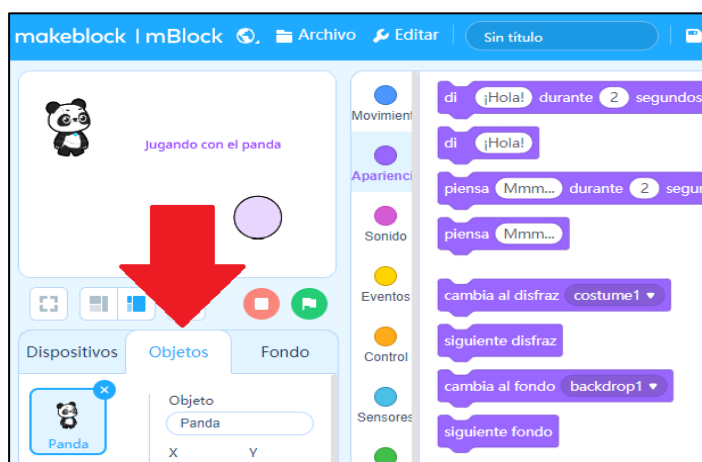 makeblock | mBlock Archivo Editar Sin título
Jugando con el panda
Dispositivos Objetos Fondo
Panda
Objeto
Panda
X Y
Movimien
Aparienci
Sonido
Eventos
Control
Sensores
di ¡Hola! durante 2 segundos
di ¡Hola!
piensa Mmm... durante 2 segu
piensa Mmm...
cambia al disfraz costume1
siguiente disfraz
cambia al fondo backdrop1
siguiente fondo